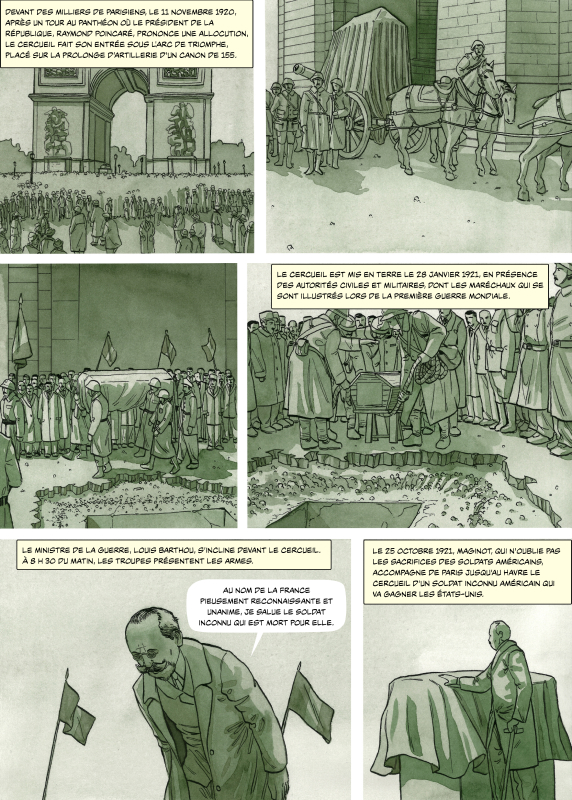 DEVANT DES MILLIERS DE PARISIENS, LE 11 NOVEMBRE 1920,
APRÈS UN TOUR AU PANTHÉON OÙ LE PRÉSIDENT DE LA
RÉPUBLIQUE, RAYMOND POINCARÉ, PRONONCE UNE ALLOCUTION,
LE CERCUEIL FAIT SON ENTRÉE SOUS L'ARC DE TRIOMPHE,
PLACÉ SUR LA PROLONGE D'ARTILLERIE D'UN CANON DE 155.
LE CERCUEIL EST MIS EN TERRE LE 28 JANVIER 1921, EN PRÉSENCE
DES AUTORITÉS CIVILES ET MILITAIRES, DONT LES MARÉCHAUX QUI SE
SONT ILLUSTRÉS LORS DE LA PREMIÈRE GUERRE MONDIALE.
LE MINISTRE DE LA GUERRE, LOUIS BARTHOU, S'INCLINE DEVANT LE CERCUEIL.
À 8 H 30 DU MATIN, LES TROUPES PRÉSENTENT LES ARMES.
AU NOM DE LA FRANCE
PIEUSEMENT RECONNAISSANTE ET
UNANIME, JE SALUE LE SOLDAT
INCONNU QUI EST MORT POUR ELLE.
LE 25 OCTOBRE 1921, MAGINOT, QUI N'OUBLIE PAS
LES SACRIFICES DES SOLDATS AMÉRICAINS,
ACCOMPAGNE DE PARIS JUSQU'AU HAVRE LE
CERCUEIL D'UN SOLDAT INCONNU AMÉRICAIN QUI
VA GAGNER LES ÉTATS-UNIS.